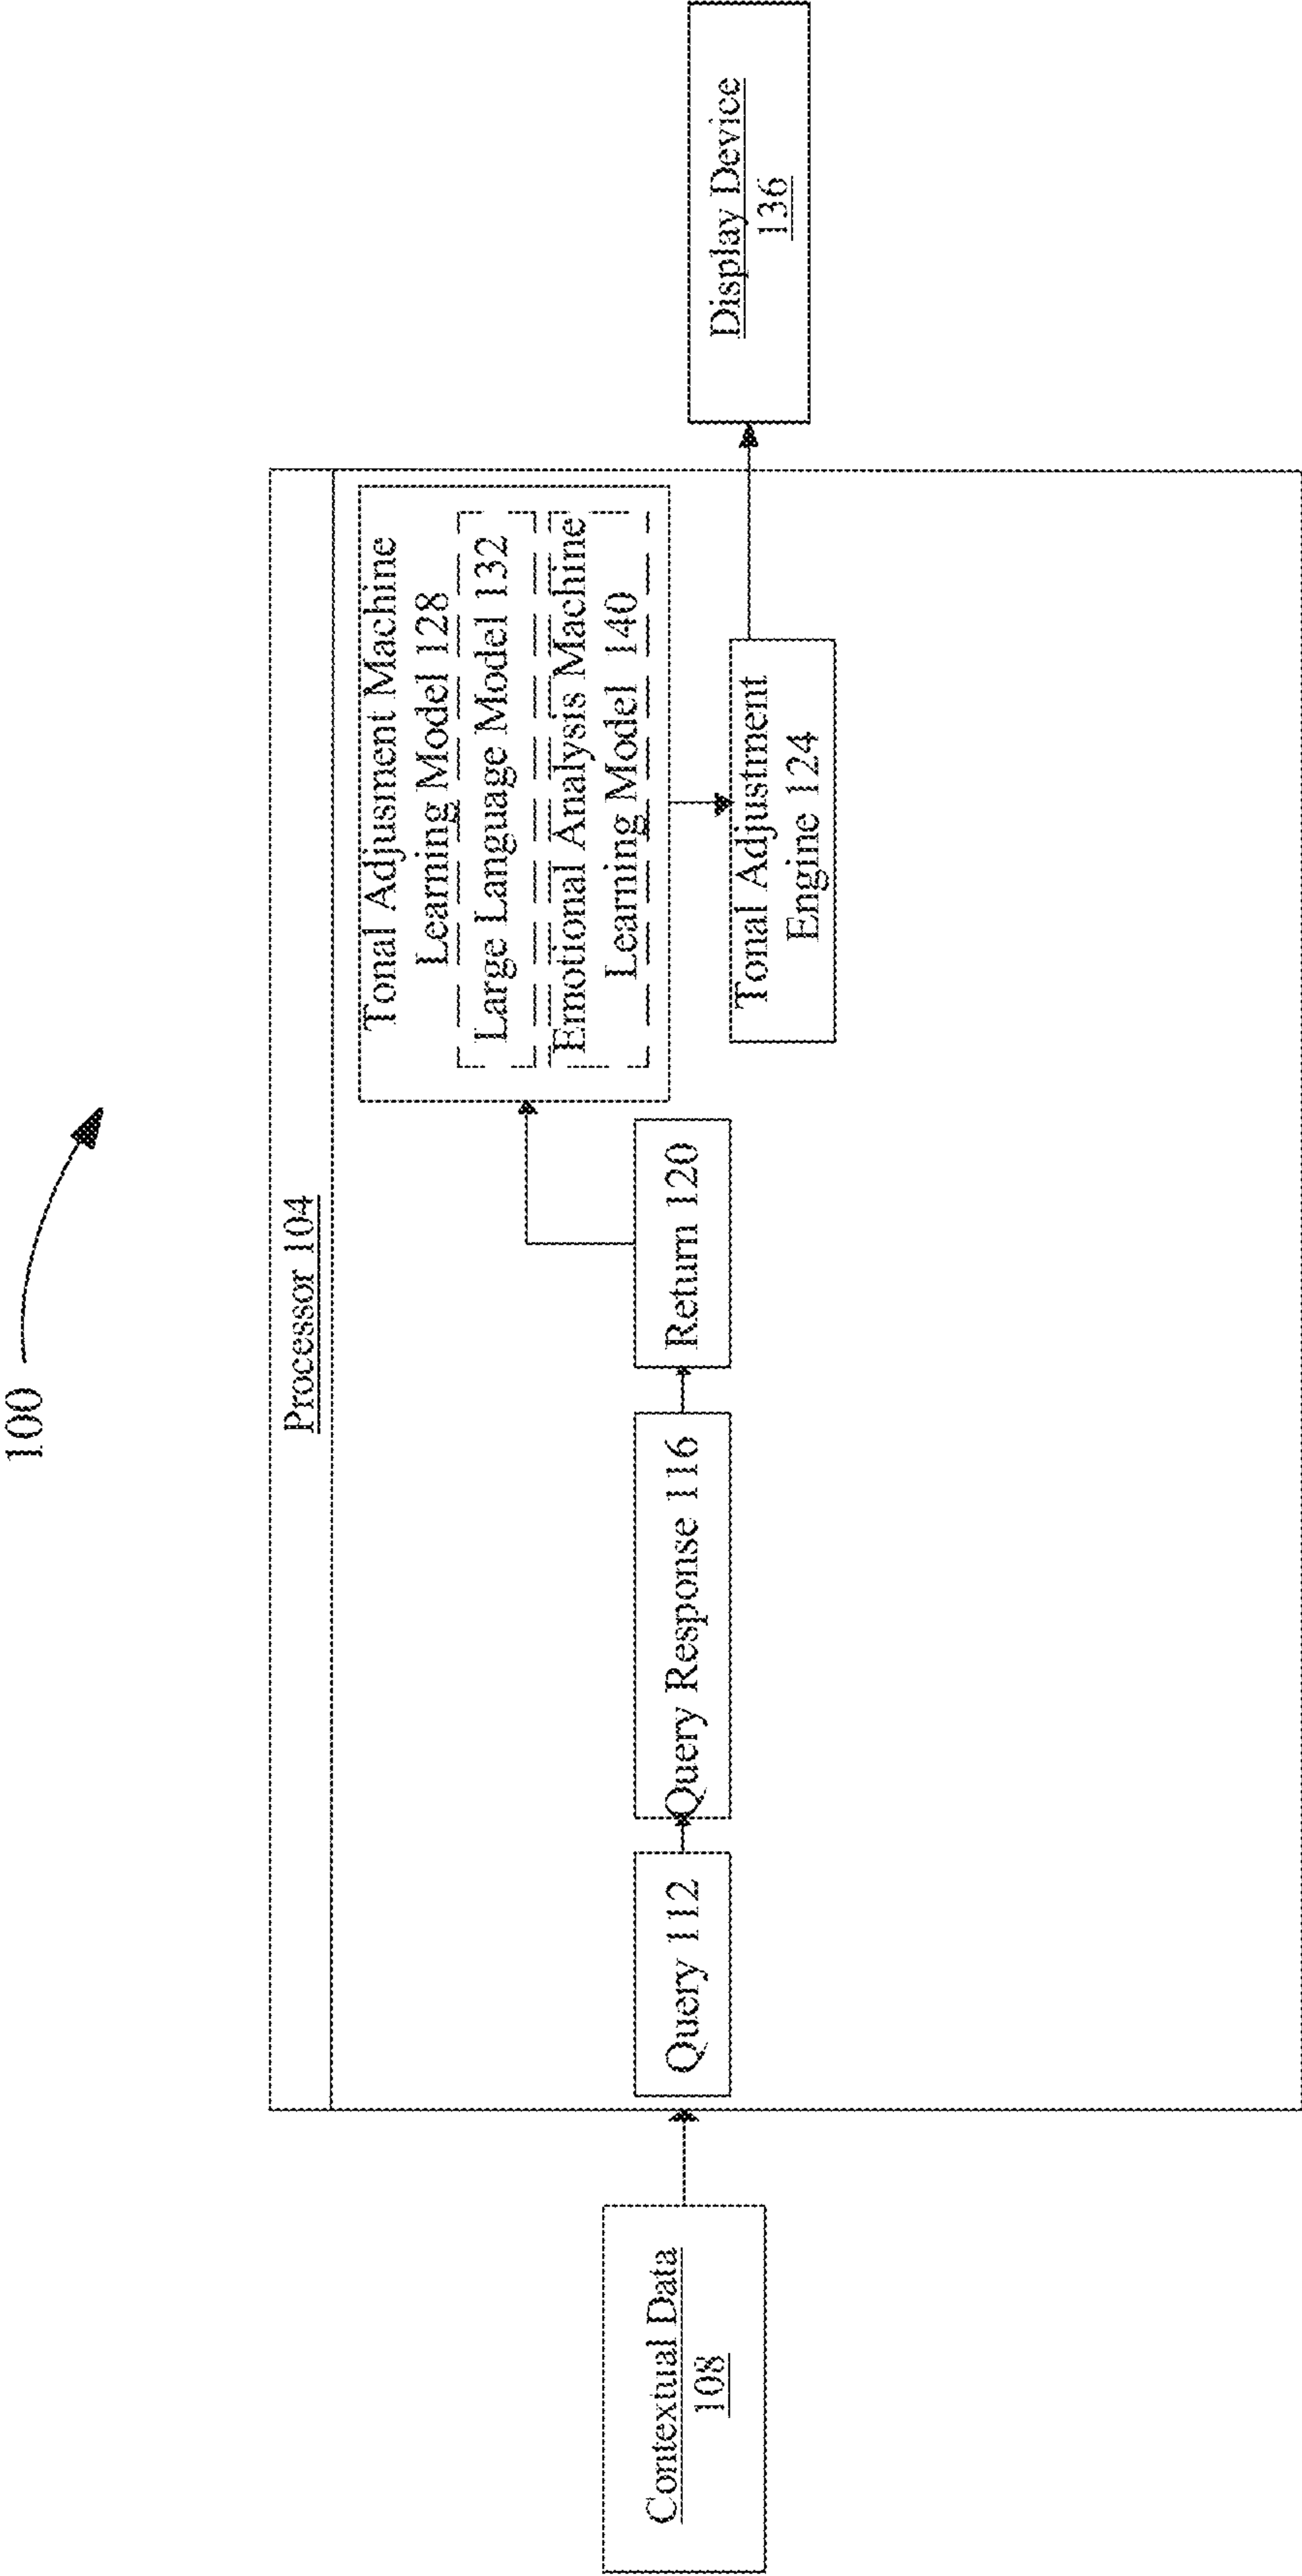 100
Processor 104
Contextual Data
108
Query 112
Query Response 116
Return 120
Tonal Adjusment Machine
Learning Model 128
Large Language Model 132
Emotional Analysis Machine
Learning Model 140
Tonal Adjustment
Engine 124
Display Device
136